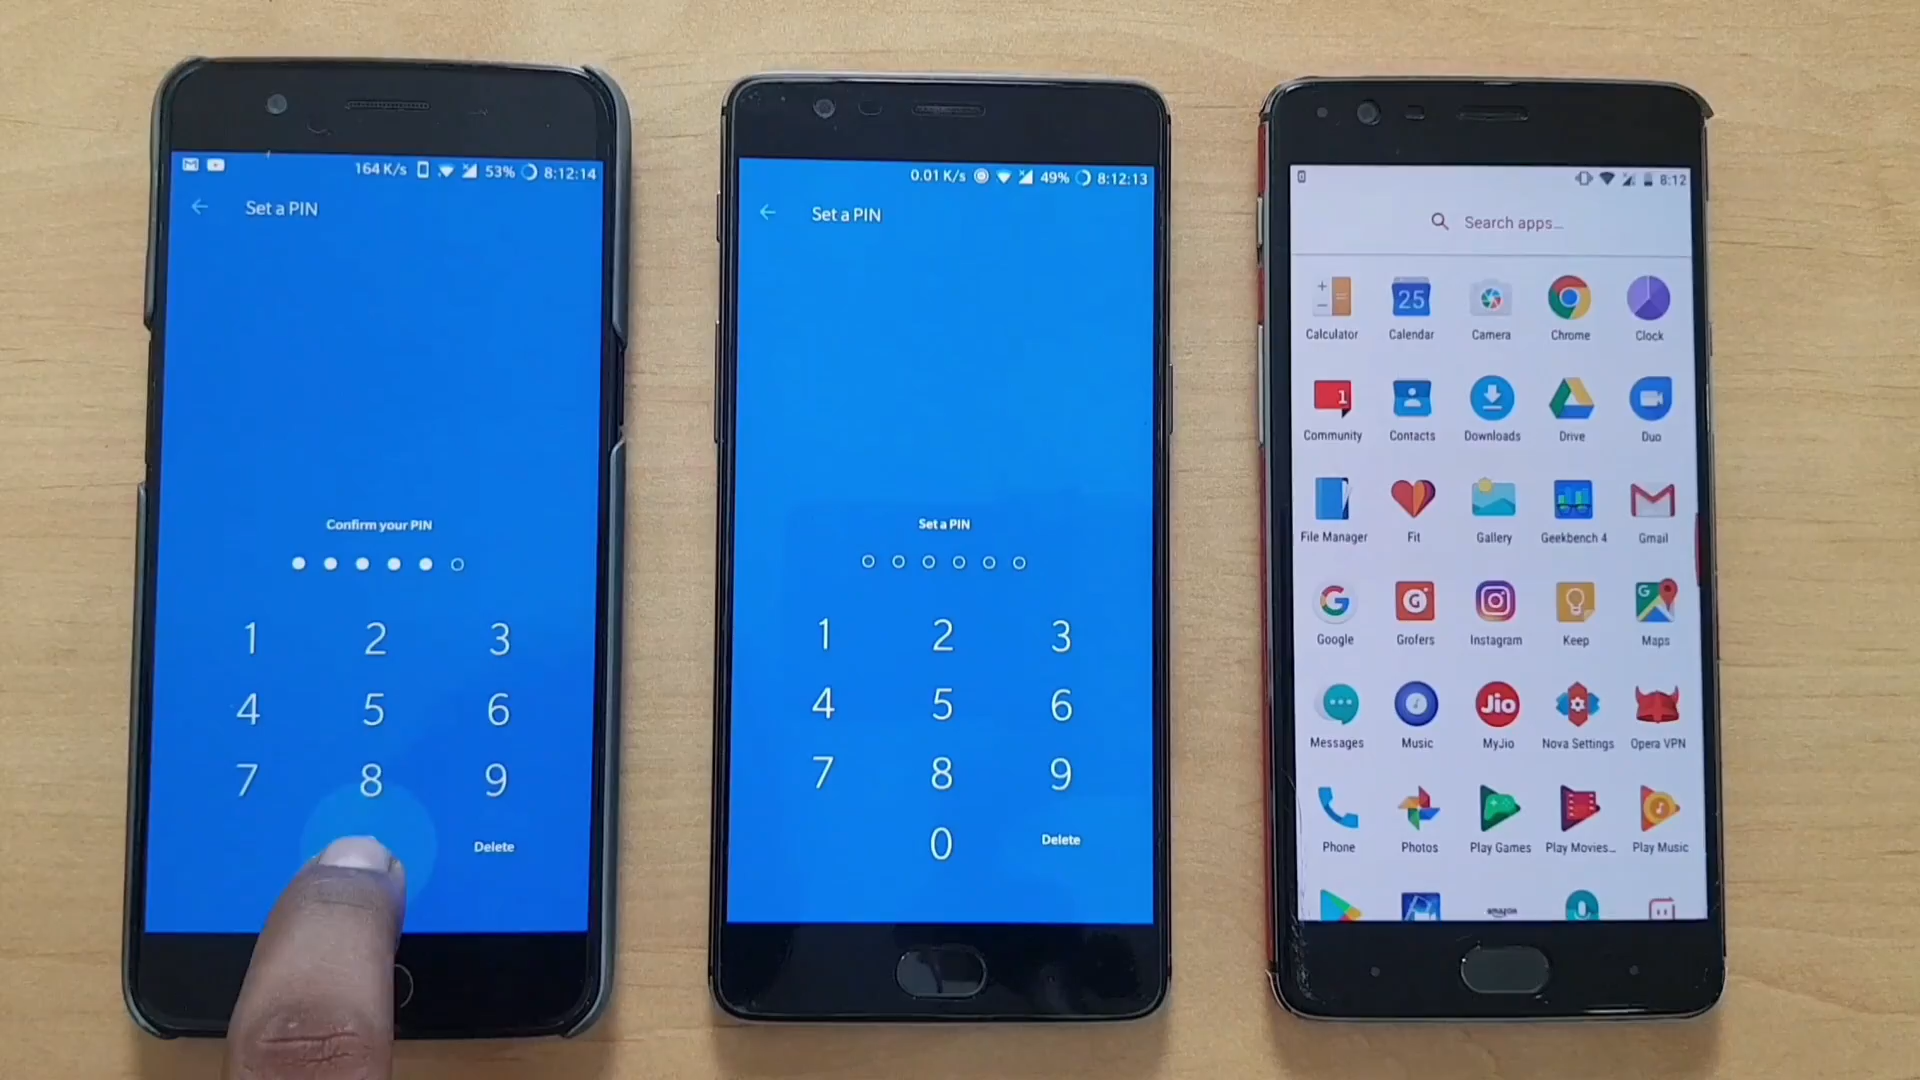 164 K/s 53% 8:12:14
Set a PIN
Confirm your PIN
1 2 3
4 5 6
7 8 9
Delete
0.01 K/s 49% 8:12:13
Set a PIN
Set a PIN
1 2 3
4 5 6
7 8 9
0 Delete
8:12
Search apps...
25
Calculator Calendar Camera Chrome Clock
1
Community Contacts Downloads Drive Duo
File Manager Fit Gallery Geekbench 4 Gmail
G G G
Google Grofers Instagram Keep Maps
Jio
Messages Music MyJio Nova Settings Opera VPN
Phone Photos Play Games Play Movies... Play Music
amazon